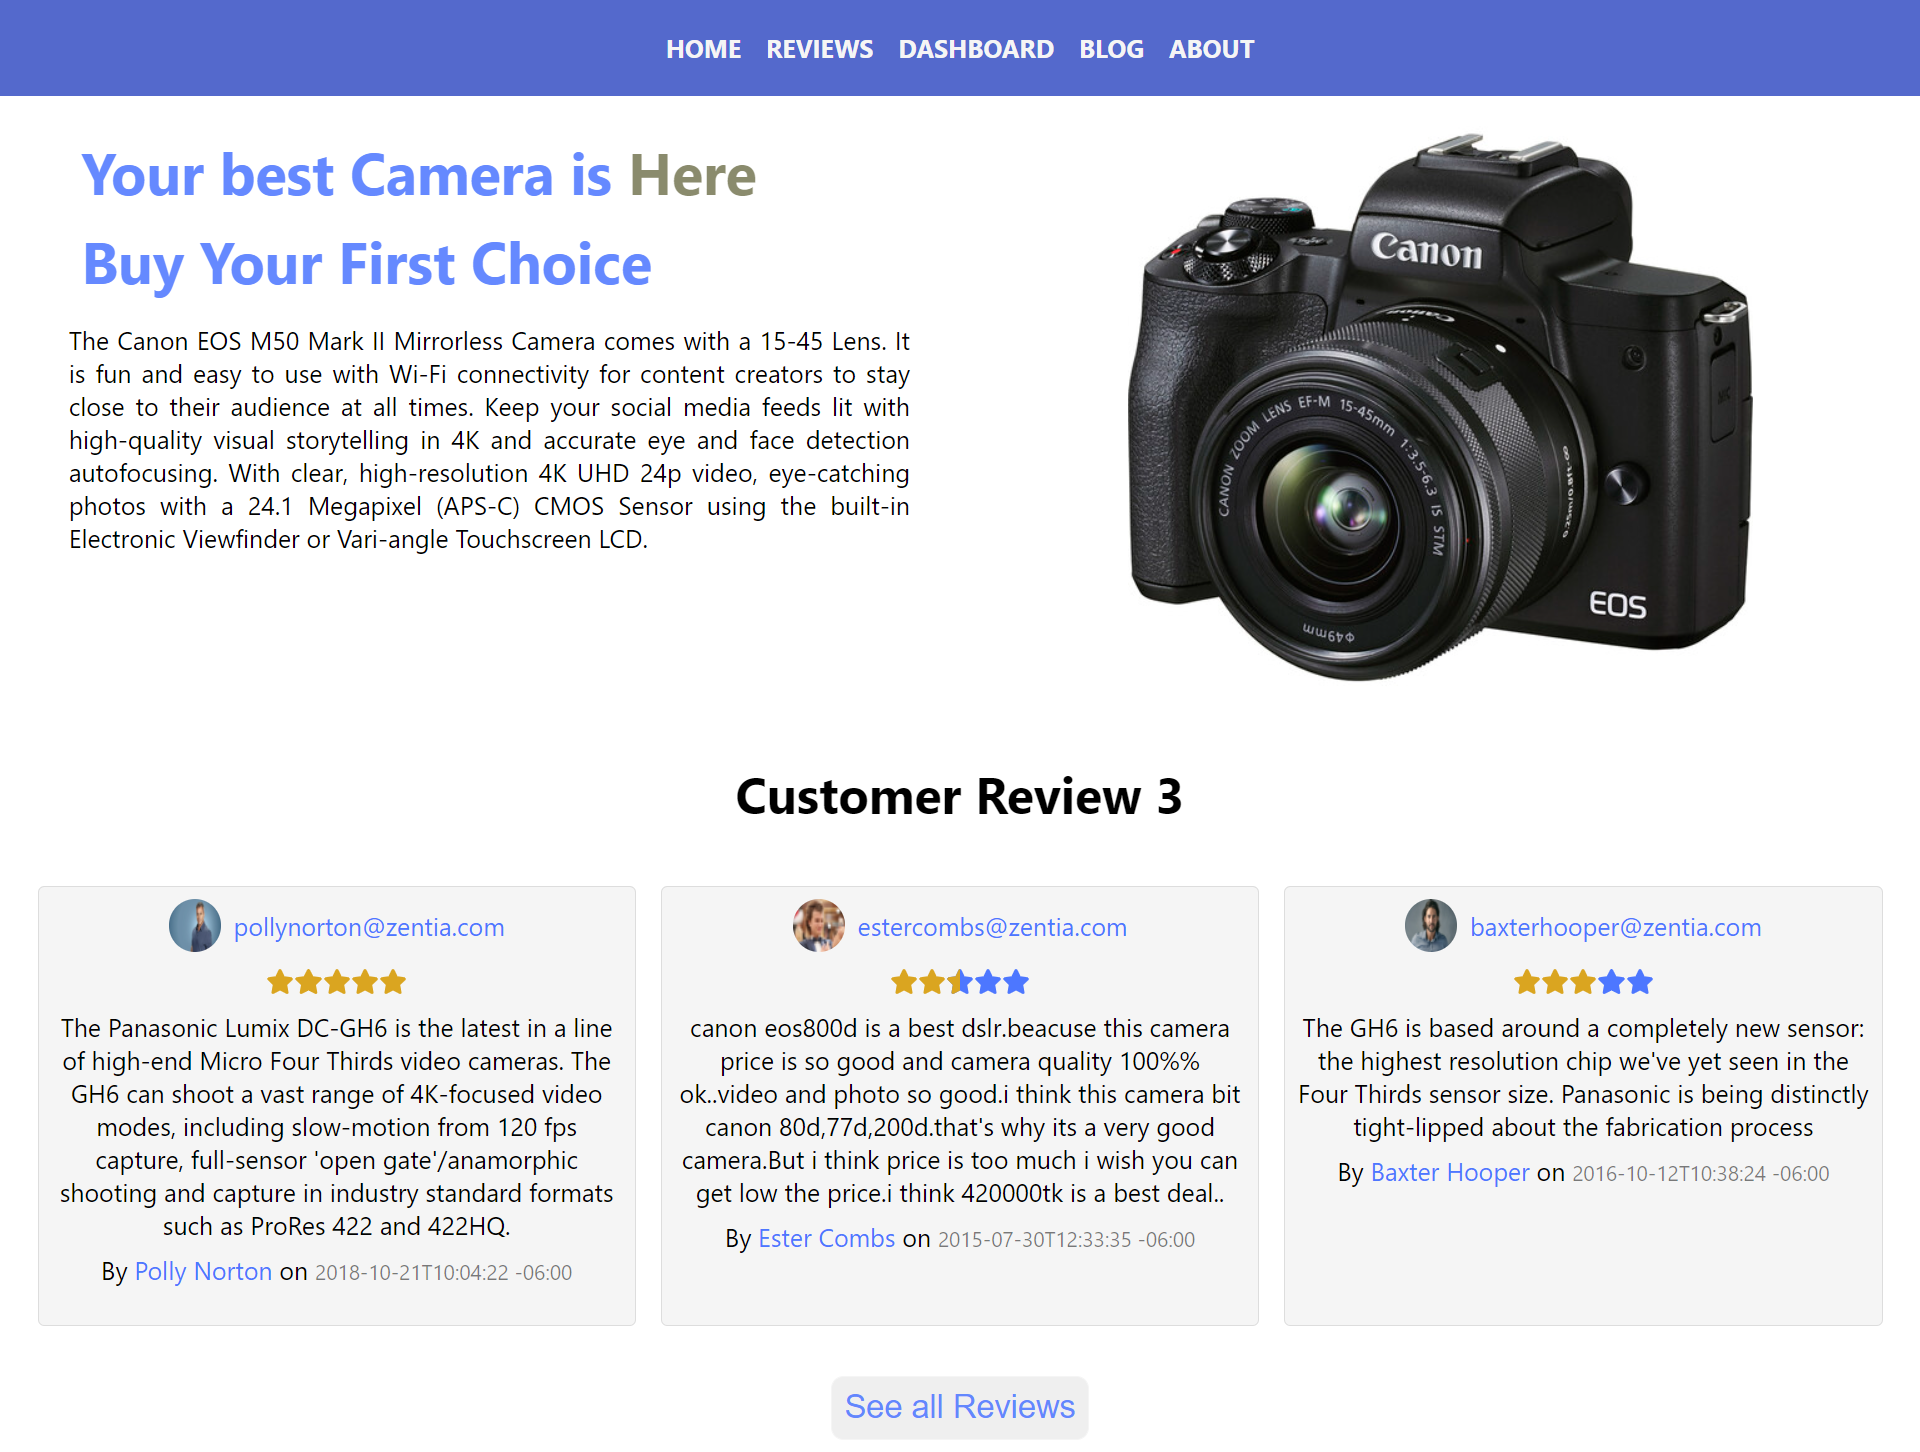 HOME REVIEWS DASHBOARD BLOG ABOUT
Your best Camera is Here
Buy Your First Choice
The Canon EOS M50 Mark II Mirrorless Camera comes with a 15-45 Lens. It
is fun and easy to use with Wi-Fi connectivity for content creators to stay
close to their audience at all times. Keep your social media feeds lit with
high-quality visual storytelling in 4K and accurate eye and face detection
autofocusing. With clear, high-resolution 4K UHD 24p video, eye-catching
photos with a 24.1 Megapixel (APS-C) CMOS Sensor using the built-in
Electronic Viewfinder or Vari-angle Touchscreen LCD.
Canon
Canon
CANON ZOOM LENS EF-M 15-45mm 1:3.5-6.3 IS STM
0.25m/0.8ft-∞
Φ49mm
EOS
Customer Review 3
pollynorton@zentia.com
The Panasonic Lumix DC-GH6 is the latest in a line
of high-end Micro Four Thirds video cameras. The
GH6 can shoot a vast range of 4K-focused video
modes, including slow-motion from 120 fps
capture, full-sensor 'open gate'/anamorphic
shooting and capture in industry standard formats
such as ProRes 422 and 422HQ.
By Polly Norton on 2018-10-21T10:04:22 -06:00
estercombs@zentia.com
canon eos800d is a best dslr.beacuse this camera
price is so good and camera quality 100%%
ok..video and photo so good.i think this camera bit
canon 80d,77d,200d.that's why its a very good
camera.But i think price is too much i wish you can
get low the price.i think 420000tk is a best deal..
By Ester Combs on 2015-07-30T12:33:35 -06:00
baxterhooper@zentia.com
The GH6 is based around a completely new sensor:
the highest resolution chip we've yet seen in the
Four Thirds sensor size. Panasonic is being distinctly
tight-lipped about the fabrication process
By Baxter Hooper on 2016-10-12T10:38:24 -06:00
See all Reviews